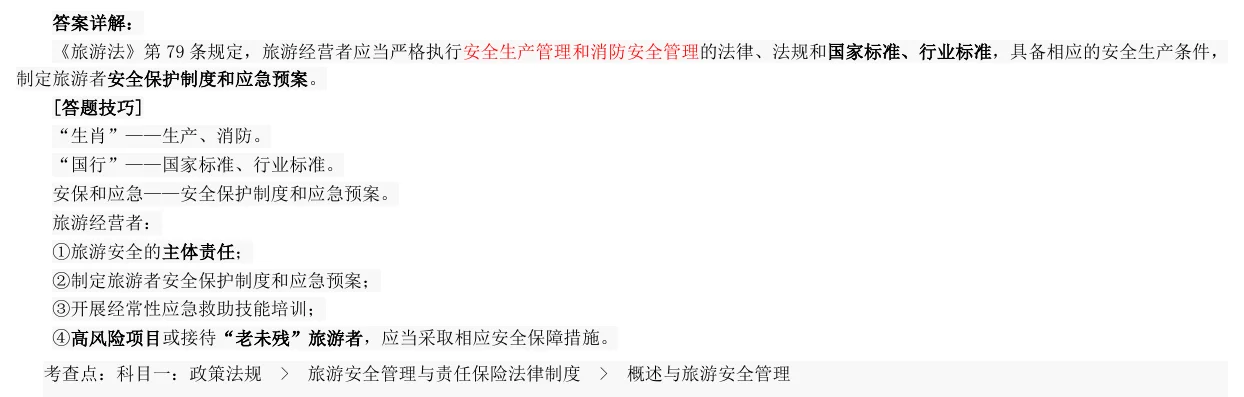 答案详解：
《旅游法》第 79 条规定，旅游经营者应当严格执行安全生产管理和消防安全管理的法律、法规和国家标准、行业标准，具备相应的安全生产条件，
制定旅游者安全保护制度和应急预案。
[答题技巧]
“生肖”——生产、消防。
“国行”——国家标准、行业标准。
安保和应急——安全保护制度和应急预案。
旅游经营者：
①旅游安全的主体责任；
②制定旅游者安全保护制度和应急预案；
③开展经常性应急救助技能培训；
④高风险项目或接待“老未残”旅游者，应当采取相应安全保障措施。
考查点：科目一：政策法规 > 旅游安全管理与责任保险法律制度 > 概述与旅游安全管理